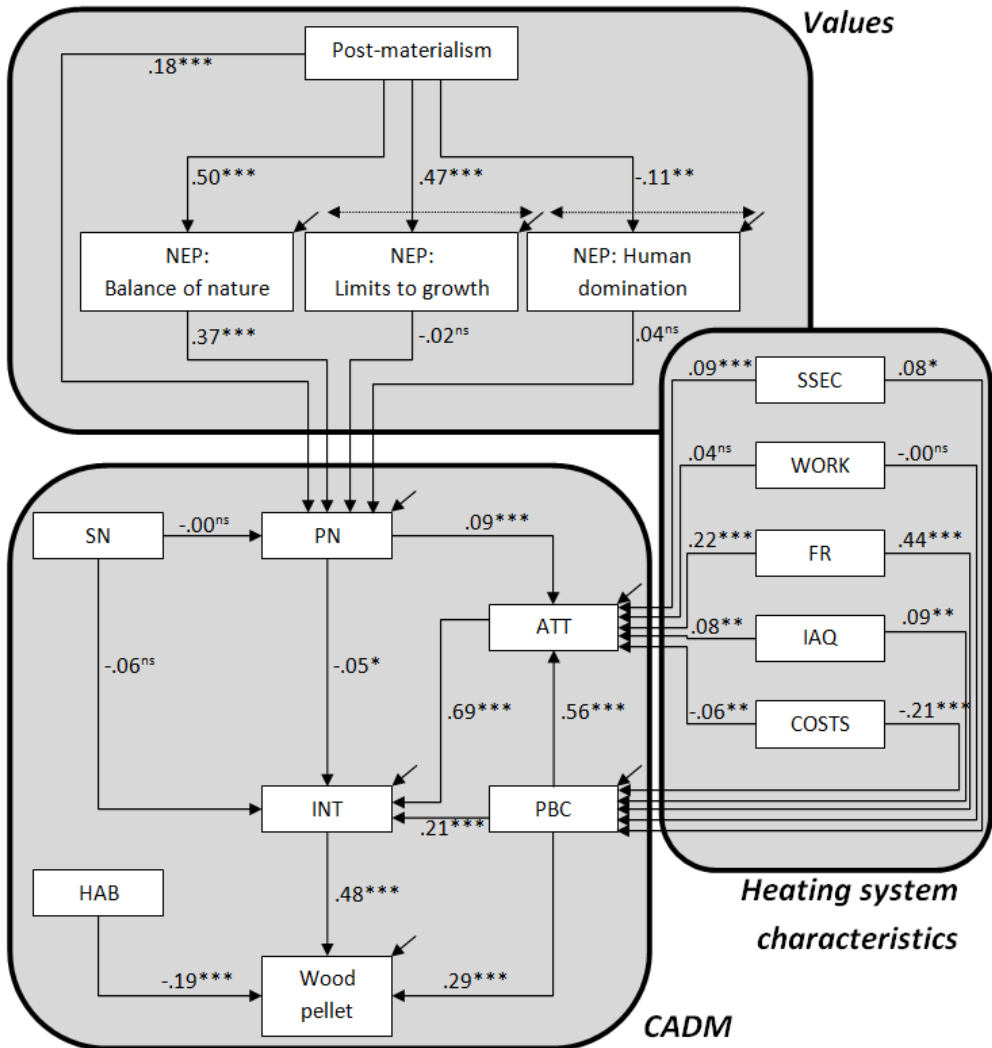 Values
Post-materialism
.18***
.50***
.47***
-.11**
NEP:
Balance of nature
NEP:
Limits to growth
NEP: Human
domination
.37***
-.02ns
.04ns
.09***
SSEC
.08*
.04ns
WORK
-.00ns
SN
-.00ns
PN
.09***
.22***
FR
.44***
ATT
.08**
IAQ
.09**
-.06ns
-.05*
.69***
.56***
-.06**
COSTS
-.21***
INT
.21***
PBC
HAB
.48***
Heating system
characteristics
-.19***
Wood
pellet
.29***
CADM